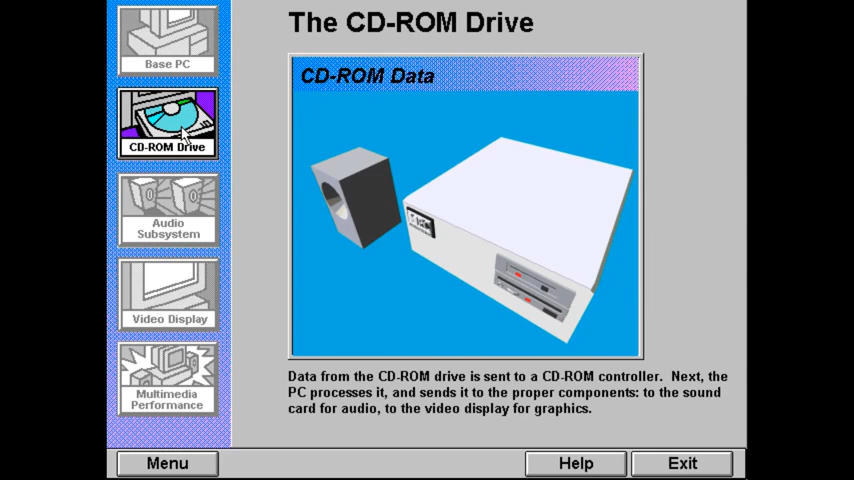 The CD-ROM Drive
Base PC
CD-ROM Drive
Audio
Subsystem
Video Display
Multimedia
Performance
CD-ROM Data
Data from the CD-ROM drive is sent to a CD-ROM controller.  Next, the
PC processes it, and sends it to the proper components: to the sound
card for audio, to the video display for graphics.
Menu
Help
Exit